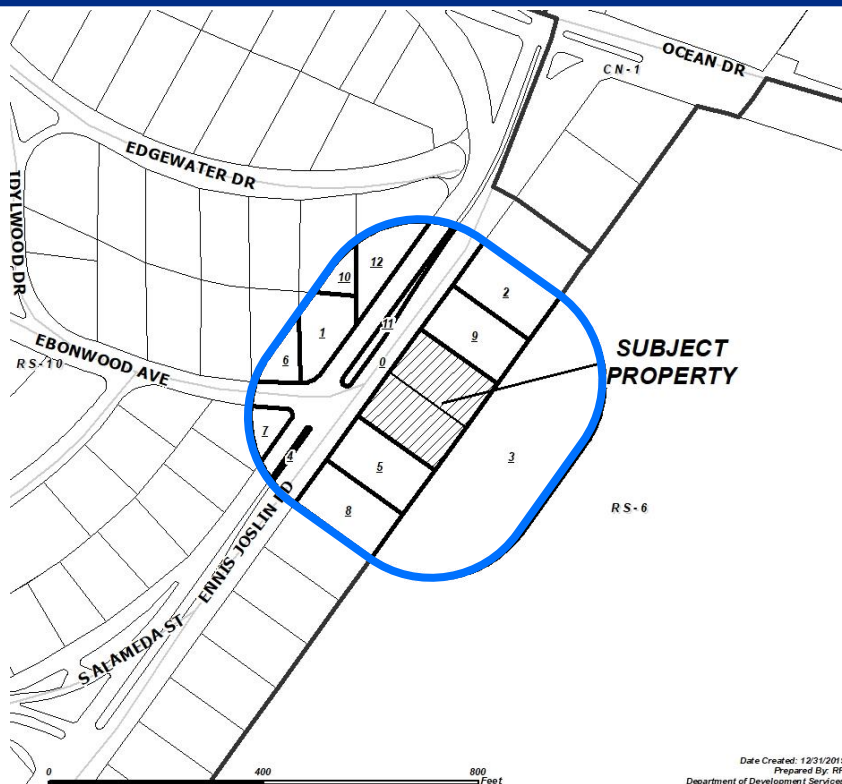 OCEAN DR
CN-1
EDGEWATER DR
IDYLWOOD DR
12
10
2
11
1
9
6
0
EBONWOOD AVE
RS-10
SUBJECT
PROPERTY
7
4
5
3
8
RS-6
ENNIS JOSLIN RD
S ALAMEDA ST
0
400
800
Feet
Date Created: 12/31/201
Prepared By: R
Department of Development Service